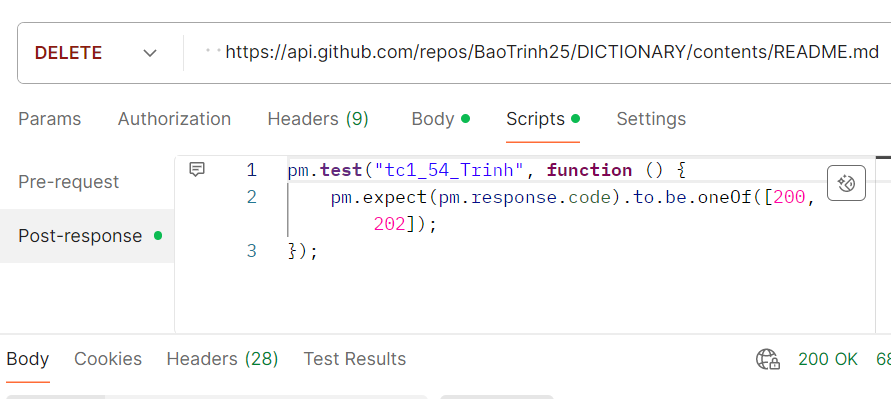 DELETE https://api.github.com/repos/BaoTrinh25/DICTIONARY/contents/README.md
Params Authorization Headers (9) Body Scripts Settings
Pre-request
Post-response
1 pm.test("tc1_54_Trinh", function () {
2 pm.expect(pm.response.code).to.be.oneOf([200,
202]);
3 });
Body Cookies Headers (28) Test Results 200 OK